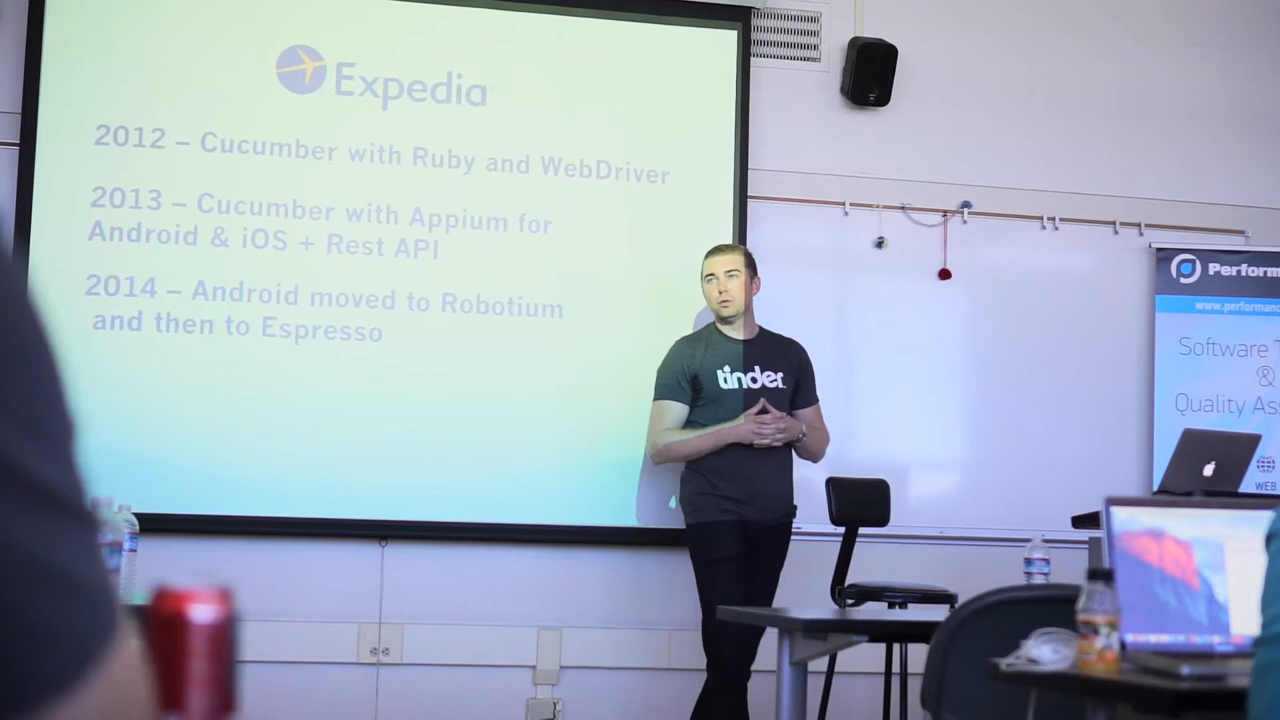 Expedia
2012 – Cucumber with Ruby and WebDriver
2013 – Cucumber with Appium for
Android & iOS + Rest API
2014 – Android moved to Robotium
and then to Espresso
tinder
Perform
www.performanc
Software T
&
Quality Ass
WEB